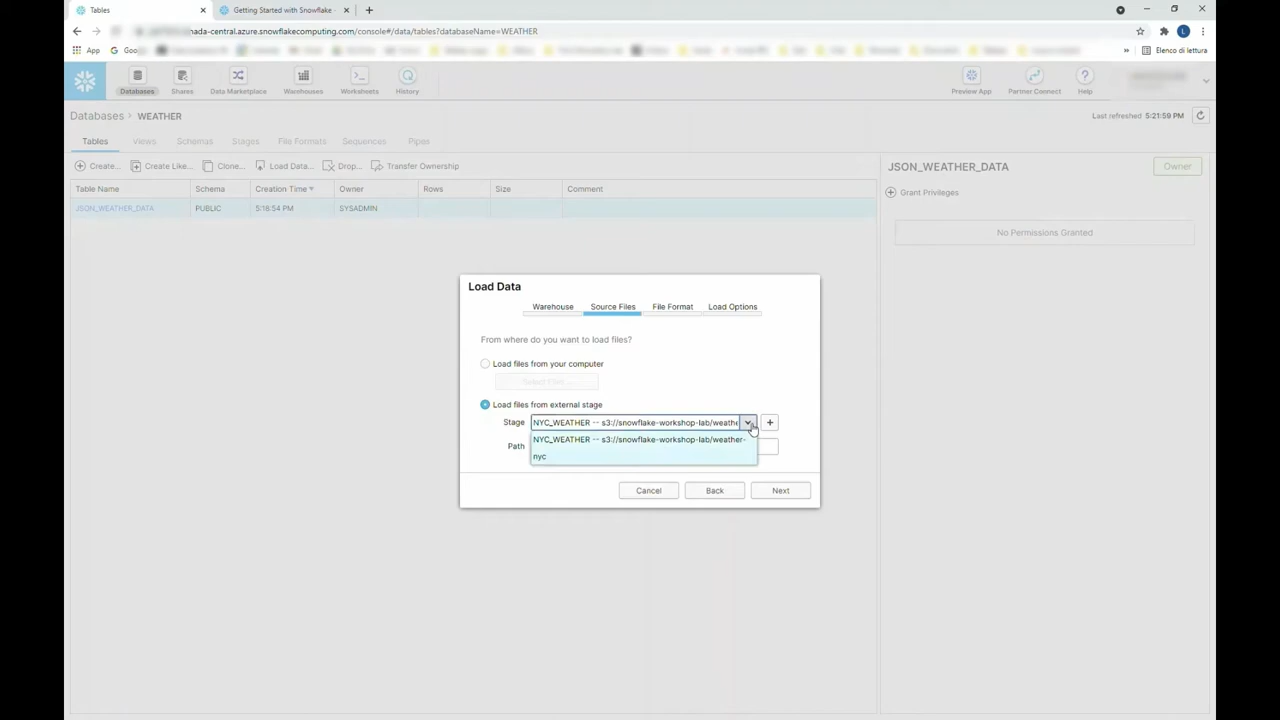 Tables
Getting Started with Snowflake -
nada-central.azure.snowflakecomputing.com/console#/data/tables?databaseName=WEATHER
App
Elenco di lettura
Databases
Shares
Data Marketplace
Warehouses
Worksheets
History
Preview App
Partner Connect
Help
Databases > WEATHER
Last refreshed 5:21:59 PM
Tables Views Schemas Stages File Formats Sequences Pipes
Create... Create Like... Clone... Load Data... Drop... Transfer Ownership
Table Name Schema Creation Time Owner Rows Size Comment
JSON_WEATHER_DATA PUBLIC 5:18:54 PM SYSADMIN
JSON_WEATHER_DATA
Owner
Grant Privileges
No Permissions Granted
Load Data
Warehouse Source Files File Format Load Options
From where do you want to load files?
Load files from your computer
Select Files...
Load files from external stage
Stage NYC_WEATHER -- s3://snowflake-workshop-lab/weathe
NYC_WEATHER -- s3://snowflake-workshop-lab/weather-
nyc
Path
Cancel Back Next